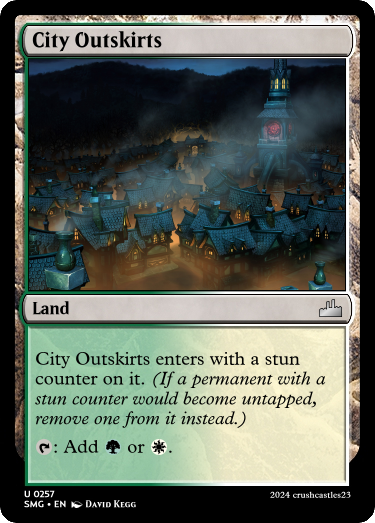 City Outskirts
Land
City Outskirts enters with a stun
counter on it. (If a permanent with a
stun counter would become untapped,
remove one from it instead.)
: Add or .
U 0257
SMG • EN David Kegg
2024 crushcastles23